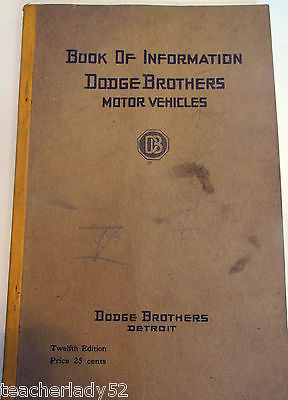 Book Of Information
Dodge Brothers
MOTOR VEHICLES
DB
Dodge Brothers
Detroit
Twelfth Edition
Price 25 cents
teacherlady52